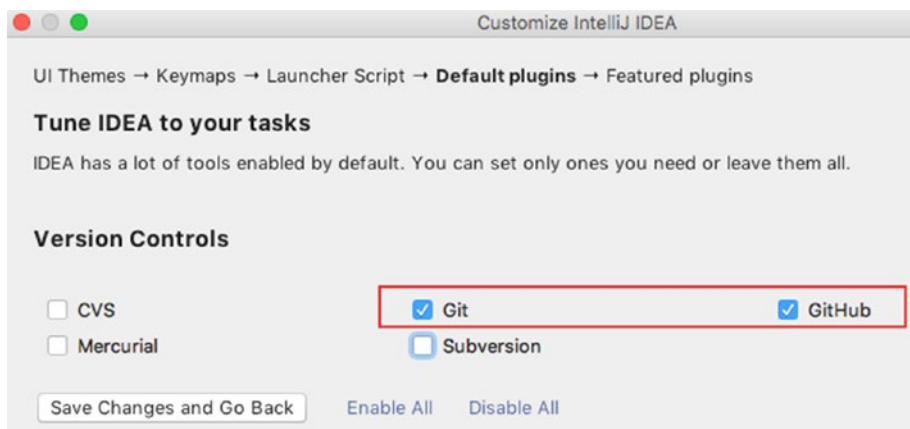 Customize IntelliJ IDEA
UI Themes → Keymaps → Launcher Script → Default plugins → Featured plugins
Tune IDEA to your tasks
IDEA has a lot of tools enabled by default. You can set only ones you need or leave them all.
Version Controls
CVS Git GitHub
Mercurial Subversion
Save Changes and Go Back Enable All Disable All